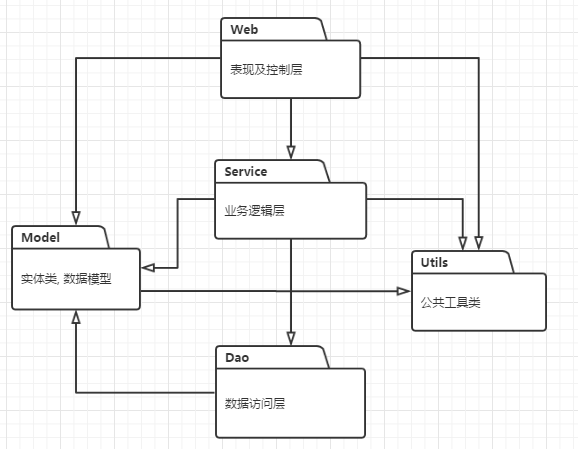 Web
表现及控制层
Service
业务逻辑层
Model
实体类, 数据模型
Utils
公共工具类
Dao
数据访问层